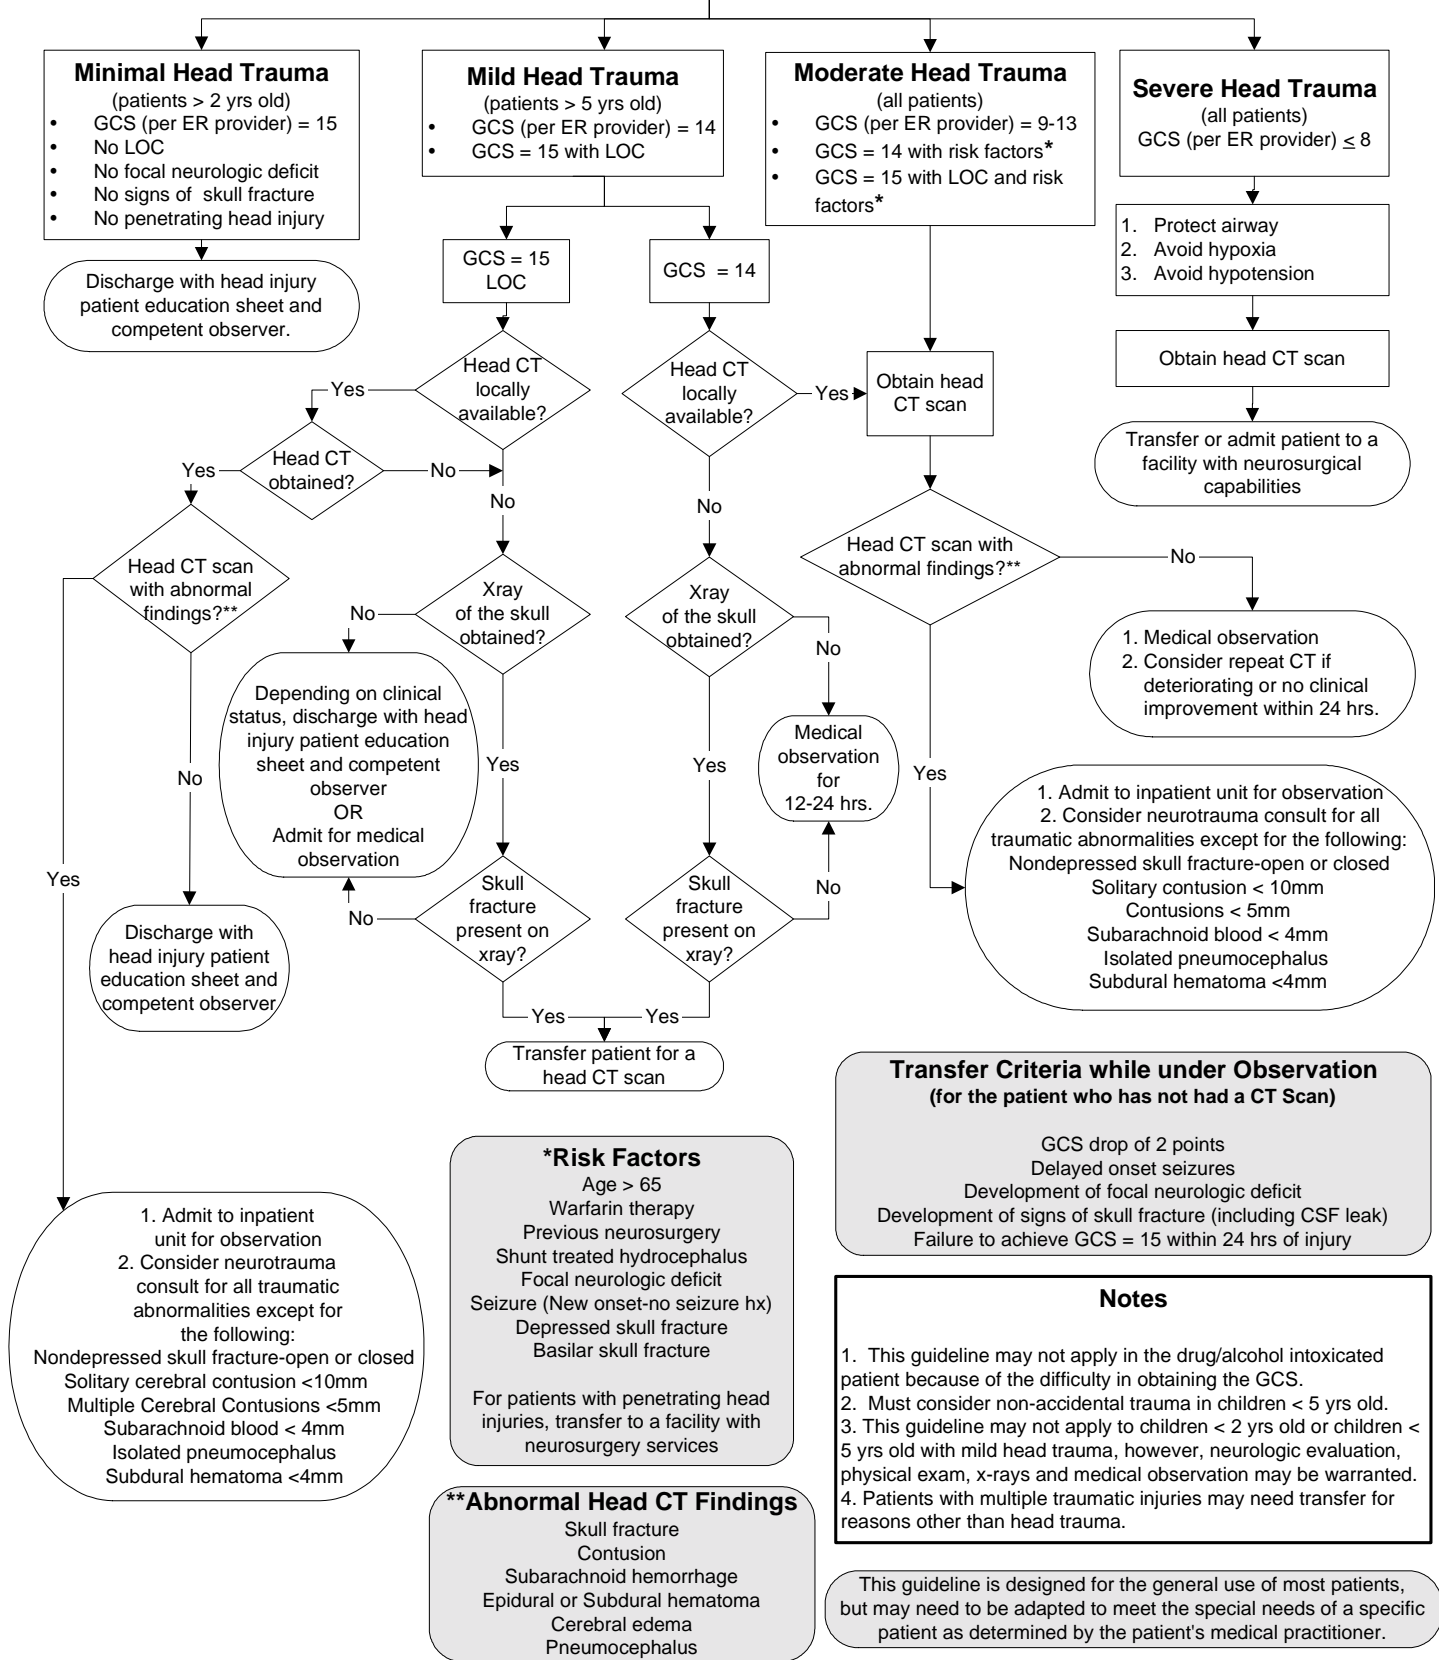 Minimal Head Trauma
(patients > 2 yrs old)
• GCS (per ER provider) = 15
• No LOC
• No focal neurologic deficit
• No signs of skull fracture
• No penetrating head injury
Mild Head Trauma
(patients > 5 yrs old)
• GCS (per ER provider) = 14
• GCS = 15 with LOC
Moderate Head Trauma
(all patients)
• GCS (per ER provider) = 9-13
• GCS = 14 with risk factors*
• GCS = 15 with LOC and risk
factors*
Severe Head Trauma
(all patients)
GCS (per ER provider) ≤ 8
Discharge with head injury
patient education sheet and
competent observer.
GCS = 15
LOC
GCS = 14
1. Protect airway
2. Avoid hypoxia
3. Avoid hypotension
Head CT
locally
available?
Yes
Head CT
locally
available?
Yes
Obtain head
CT scan
Obtain head CT scan
Transfer or admit patient to a
facility with neurosurgical
capabilities
Head CT
obtained?
Yes
No
No
No
Head CT scan
with abnormal
findings?**
Xray
of the skull
obtained?
No
Xray
of the skull
obtained?
No
Head CT scan with
abnormal findings?**
No
1. Medical observation
2. Consider repeat CT if
deteriorating or no clinical
improvement within 24 hrs.
Depending on clinical
status, discharge with head
injury patient education
sheet and competent
observer
OR
Admit for medical
observation
Yes
Yes
Medical
observation
for
12-24 hrs.
Yes
No
Yes
1. Admit to inpatient unit for observation
2. Consider neurotrauma consult for all
traumatic abnormalities except for the following:
Nondepressed skull fracture-open or closed
Solitary contusion < 10mm
Contusions < 5mm
Subarachnoid blood < 4mm
Isolated pneumocephalus
Subdural hematoma <4mm
Discharge with
head injury patient
education sheet and
competent observer
Skull
fracture
present on
xray?
No
Skull
fracture
present on
xray?
No
Yes
Yes
Transfer patient for a
head CT scan
1. Admit to inpatient
unit for observation
2. Consider neurotrauma
consult for all traumatic
abnormalities except for
the following:
Nondepressed skull fracture-open or closed
Solitary cerebral contusion <10mm
Multiple Cerebral Contusions <5mm
Subarachnoid blood < 4mm
Isolated pneumocephalus
Subdural hematoma <4mm
*Risk Factors
Age > 65
Warfarin therapy
Previous neurosurgery
Shunt treated hydrocephalus
Focal neurologic deficit
Seizure (New onset-no seizure hx)
Depressed skull fracture
Basilar skull fracture
For patients with penetrating head
injuries, transfer to a facility with
neurosurgery services
**Abnormal Head CT Findings
Skull fracture
Contusion
Subarachnoid hemorrhage
Epidural or Subdural hematoma
Cerebral edema
Pneumocephalus
Transfer Criteria while under Observation
(for the patient who has not had a CT Scan)
GCS drop of 2 points
Delayed onset seizures
Development of focal neurologic deficit
Development of signs of skull fracture (including CSF leak)
Failure to achieve GCS = 15 within 24 hrs of injury
Notes
1. This guideline may not apply in the drug/alcohol intoxicated
patient because of the difficulty in obtaining the GCS.
2. Must consider non-accidental trauma in children < 5 yrs old.
3. This guideline may not apply to children < 2 yrs old or children <
5 yrs old with mild head trauma, however, neurologic evaluation,
physical exam, x-rays and medical observation may be warranted.
4. Patients with multiple traumatic injuries may need transfer for
reasons other than head trauma.
This guideline is designed for the general use of most patients,
but may need to be adapted to meet the special needs of a specific
patient as determined by the patient's medical practitioner.